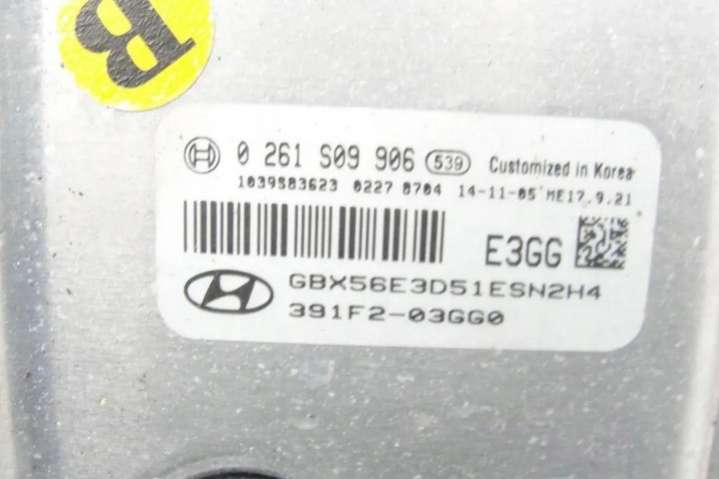 B
0 261 S09 906 539 Customized in Korea
1039S83623 0227 8704 14-11-05 ME17.9.21
E3GG
GBX56E3D51ESN2H4
391F2-03GG0